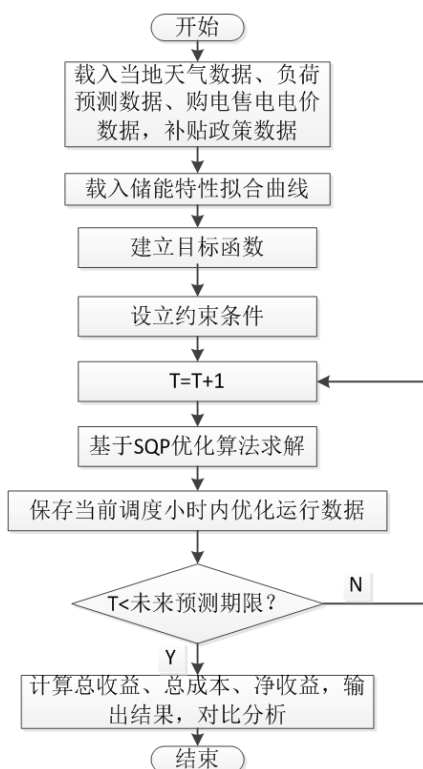 开始
载入当地天气数据、负荷
预测数据、购电售电电价
数据，补贴政策数据
载入储能特性拟合曲线
建立目标函数
设立约束条件
T=T+1
基于SQP优化算法求解
保存当前调度小时内优化运行数据
T<未来预测期限？
N
Y
计算总收益、总成本、净收益，输
出结果，对比分析
结束